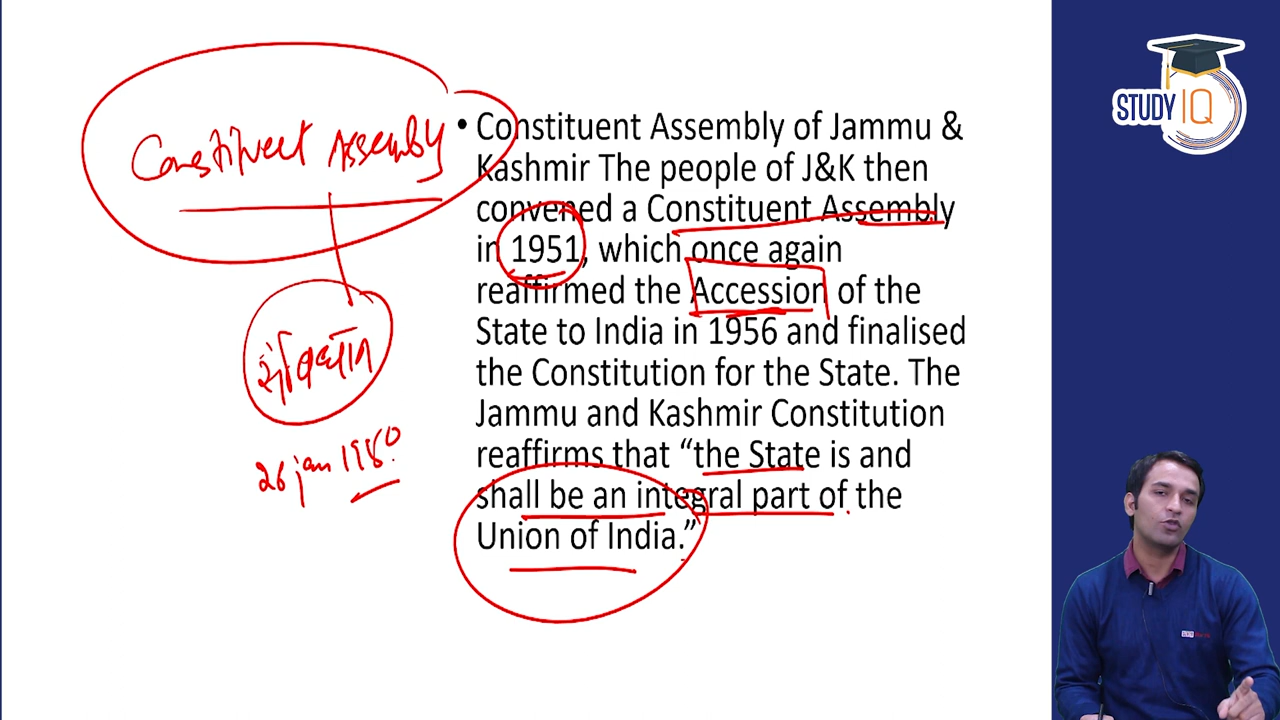 Constituent Assembly
संविधान
26 jan 1950
• Constituent Assembly of Jammu &
Kashmir The people of J&K then
convened a Constituent Assembly
in 1951, which once again
reaffirmed the Accession of the
State to India in 1956 and finalised
the Constitution for the State. The
Jammu and Kashmir Constitution
reaffirms that “the State is and
shall be an integral part of the
Union of India.”
STUDY IQ